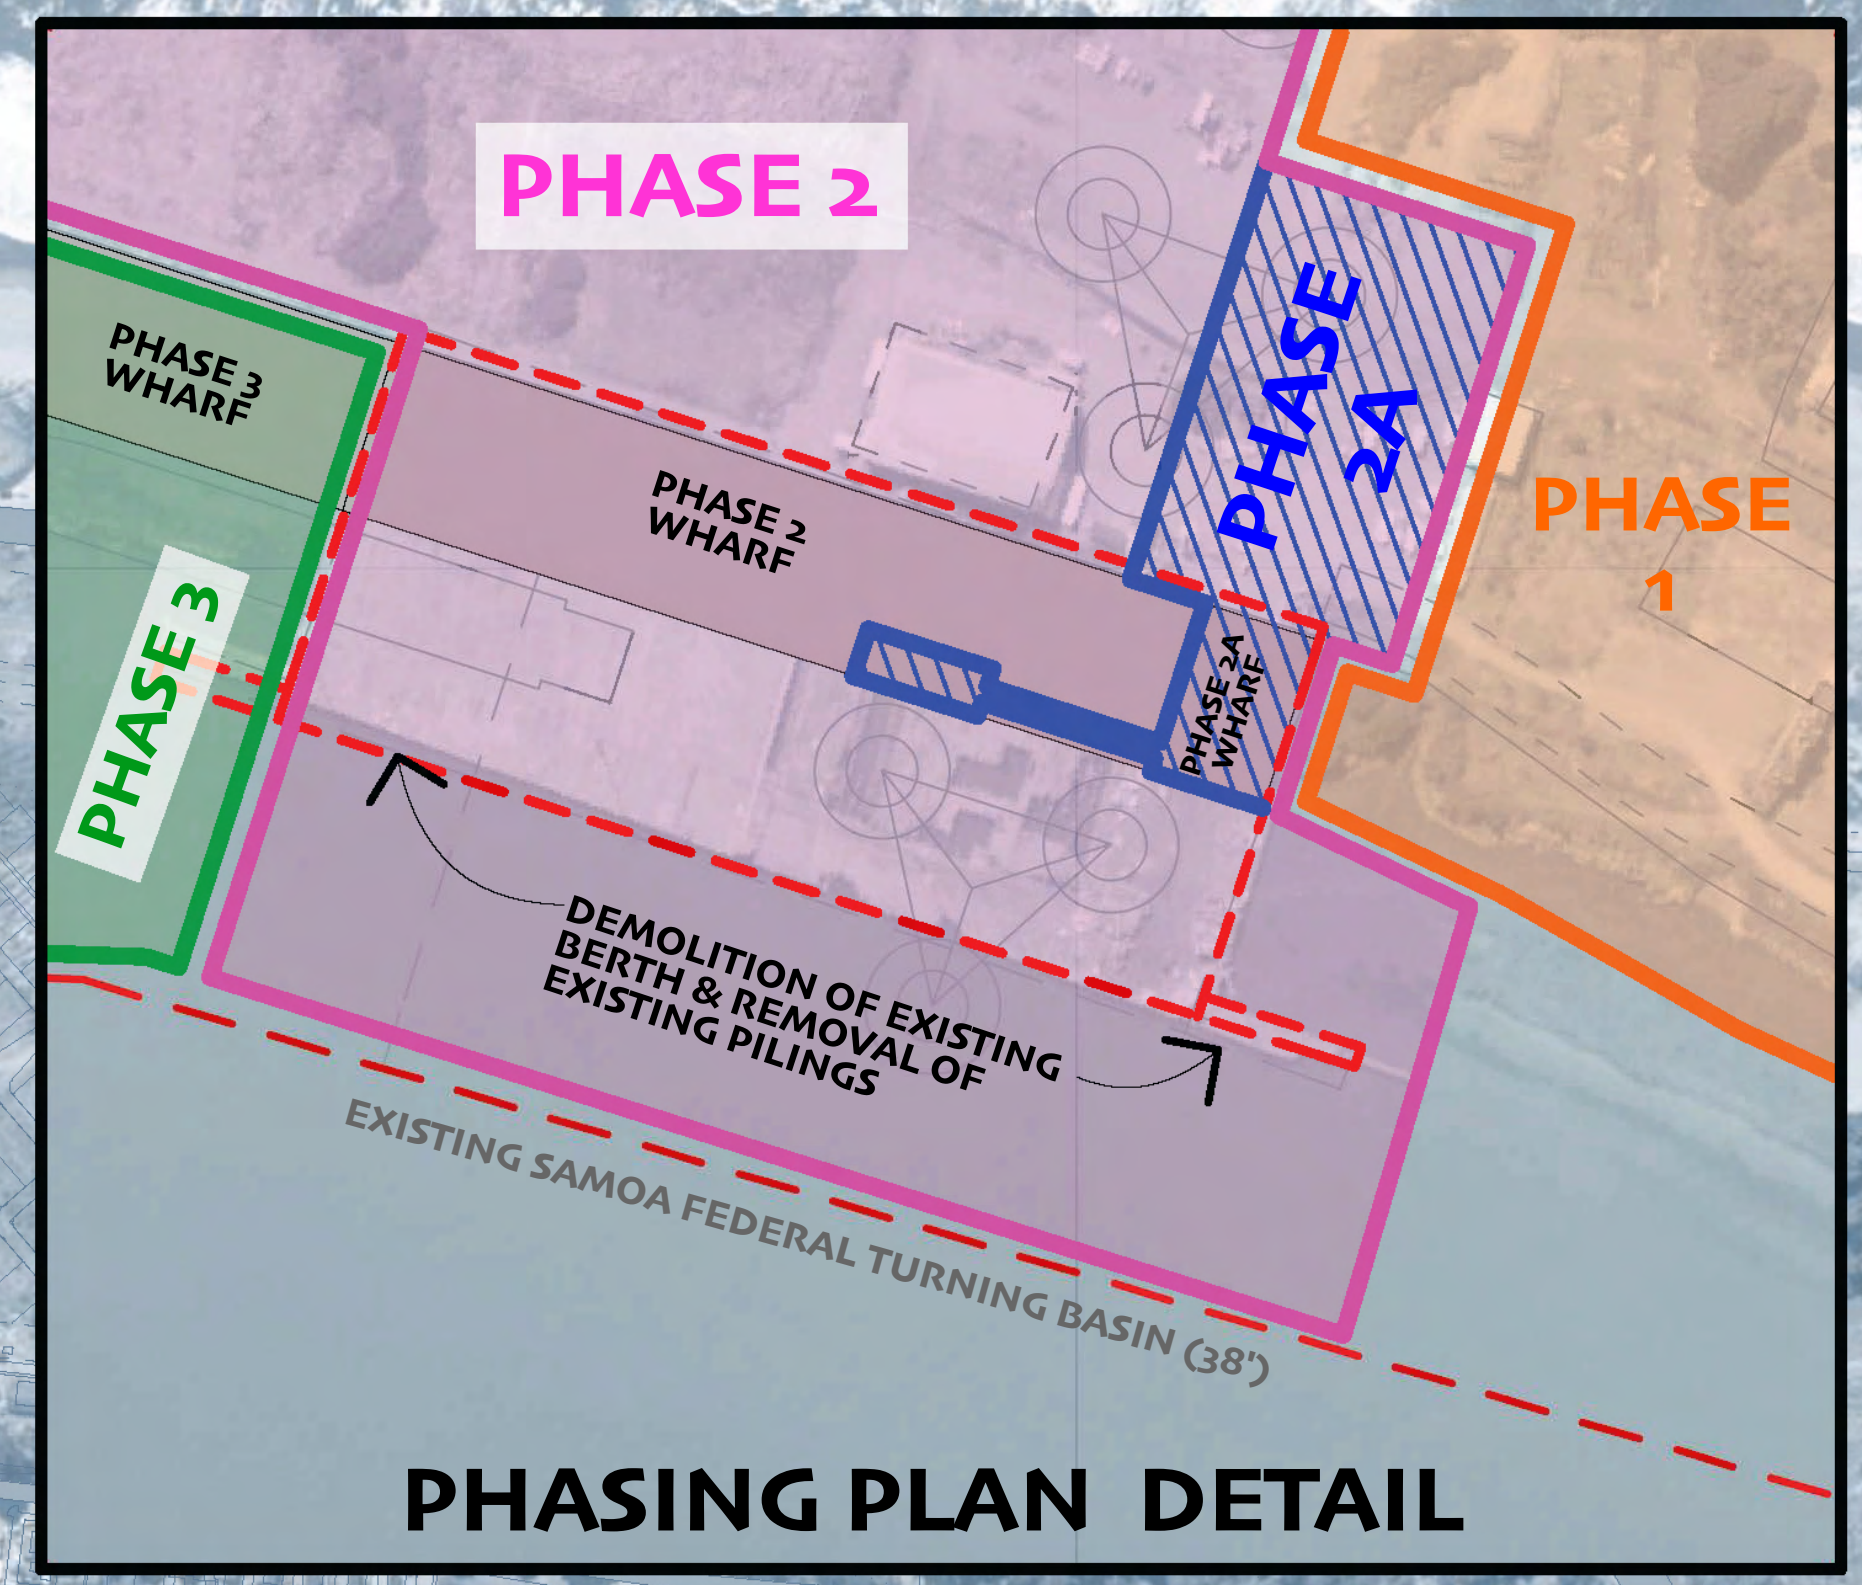 PHASE 2
PHASE
2A
PHASE 3
WHARF
PHASE 2
WHARF
PHASE
1
PHASE 3
PHASE 2A
WHARF
DEMOLITION OF EXISTING
BERTH & REMOVAL OF
EXISTING PILINGS
EXISTING SAMOA FEDERAL TURNING BASIN (38')
PHASING PLAN DETAIL